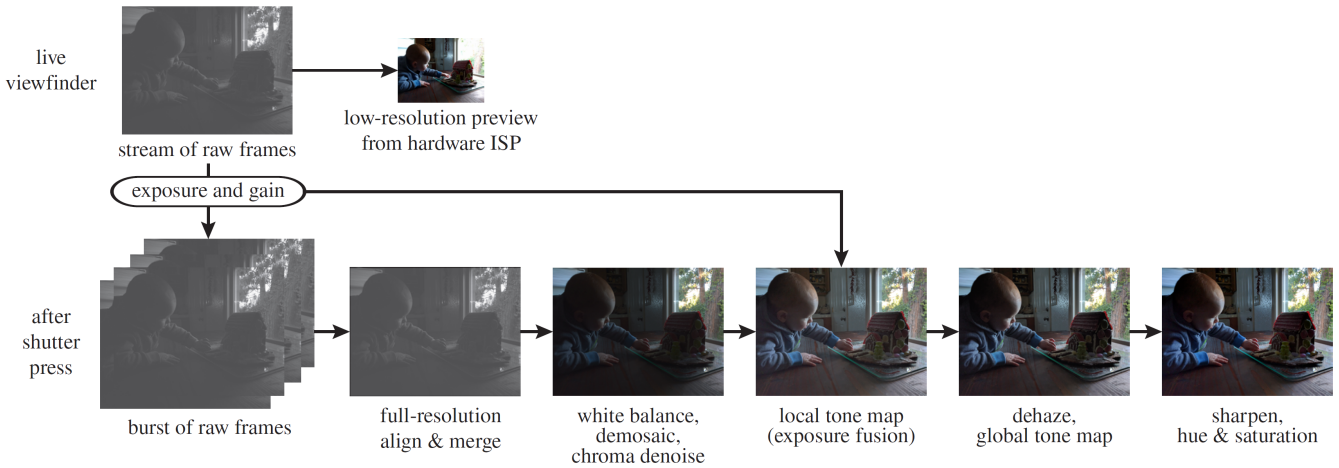 live
viewfinder
stream of raw frames
low-resolution preview
from hardware ISP
exposure and gain
after
shutter
press
burst of raw frames
full-resolution
align & merge
white balance,
demosaic,
chroma denoise
local tone map
(exposure fusion)
dehaze,
global tone map
sharpen,
hue & saturation